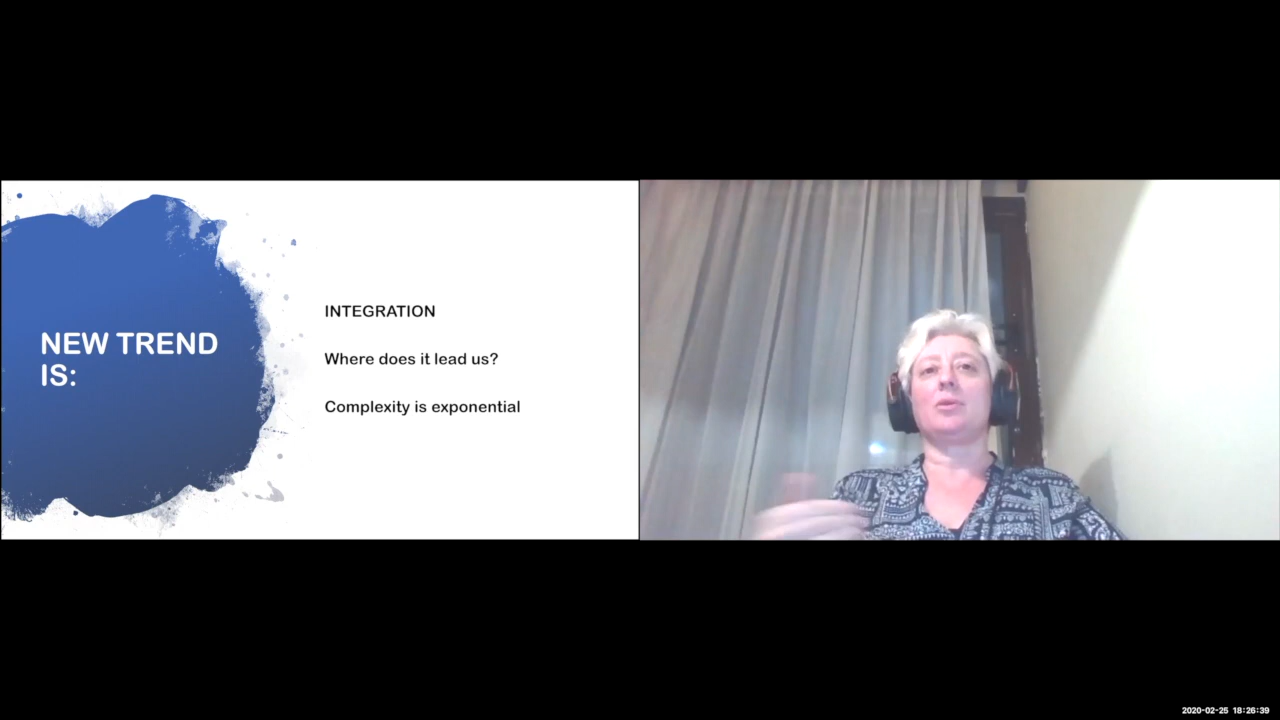 NEW TREND
IS:
INTEGRATION
Where does it lead us?
Complexity is exponential
2020-02-25 18:26:39